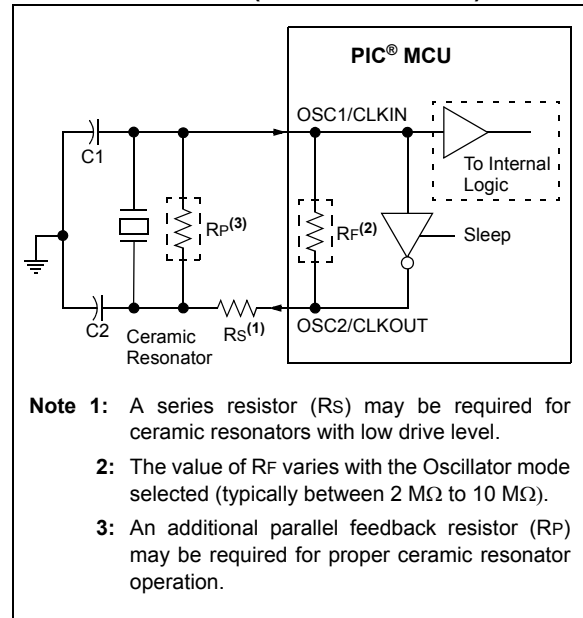 PIC® MCU
OSC1/CLKIN
C1
To Internal
Logic
RP(3)
RF(2)
Sleep
C2
Ceramic
Resonator
RS(1)
OSC2/CLKOUT
Note 1: A series resistor (RS) may be required for
ceramic resonators with low drive level.
2: The value of RF varies with the Oscillator mode
selected (typically between 2 MΩ to 10 MΩ).
3: An additional parallel feedback resistor (RP)
may be required for proper ceramic resonator
operation.